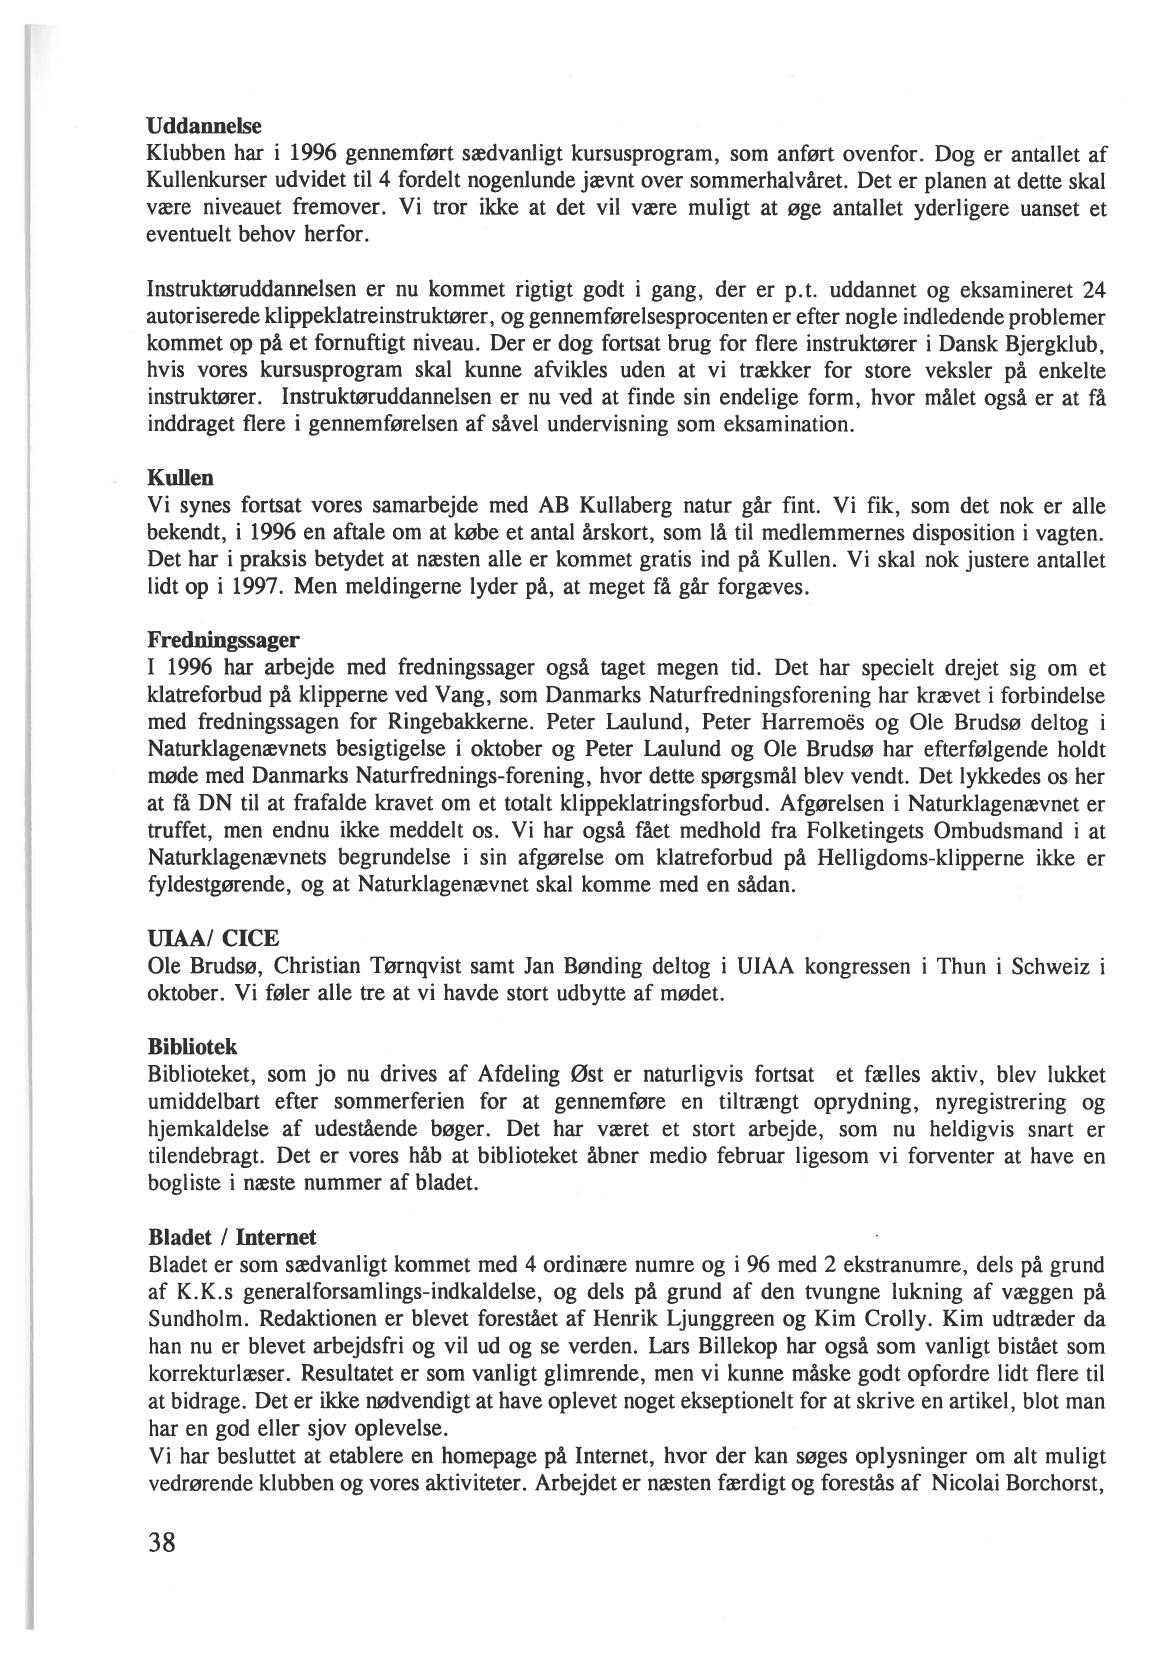 Uddannelse
Klubben har i 1996 gennemført sædvanligt kursusprogram, som anført ovenfor. Dog er antallet af
Kullenkurser udvidet til 4 fordelt nogenlunde jævnt over sommerhalvåret. Det er planen at dette skal
være niveauet fremover. Vi tror ikke at det vil være muligt at øge antallet yderligere uanset et
eventuelt behov herfor.
Instruktøruddannelsen er nu kommet rigtigt godt i gang, der er p.t. uddannet og eksamineret 24
autoriserede klippeklatreinstruktører, og gennemførelsesprocenten er efter nogle indledende problemer
kommet op på et fornuftigt niveau. Der er dog fortsat brug for flere instruktører i Dansk Bjergklub,
hvis vores kursusprogram skal kunne afvikles uden at vi trækker for store veksler på enkelte
instruktører. Instruktøruddannelsen er nu ved at finde sin endelige form, hvor målet også er at få
inddraget flere i gennemførelsen af såvel undervisning som eksamination.
Kullen
Vi synes fortsat vores samarbejde med AB Kullaberg natur går fint. Vi fik, som det nok er alle
bekendt, i 1996 en aftale om at købe et antal årskort, som lå til medlemmernes disposition i vagten.
Det har i praksis betydet at næsten alle er kommet gratis ind på Kullen. Vi skal nok justere antallet
lidt op i 1997. Men meldingerne lyder på, at meget få går forgæves.
Fredningssager
I 1996 har arbejde med fredningssager også taget megen tid. Det har specielt drejet sig om et
klatreforbud på klipperne ved Vang, som Danmarks Naturfredningsforening har krævet i forbindelse
med fredningssagen for Ringebakkerne. Peter Laulund, Peter Harremoës og Ole Brudsø deltog i
Naturklagenævnets besigtigelse i oktober og Peter Laulund og Ole Brudsø har efterfølgende holdt
møde med Danmarks Naturfrednings-forening, hvor dette spørgsmål blev vendt. Det lykkedes os her
at få DN til at frafalde kravet om et totalt klippeklatringsforbud. Afgørelsen i Naturklagenævnet er
truffet, men endnu ikke meddelt os. Vi har også fået medhold fra Folketingets Ombudsmand i at
Naturklagenævnets begrundelse i sin afgørelse om klatreforbud på Helligdoms-klipperne ikke er
fyldestgørende, og at Naturklagenævnet skal komme med en sådan.
UIAA/ CICE
Ole Brudsø, Christian Tørnqvist samt Jan Bønding deltog i UIAA kongressen i Thun i Schweiz i
oktober. Vi føler alle tre at vi havde stort udbytte af mødet.
Bibliotek
Biblioteket, som jo nu drives af Afdeling Øst er naturligvis fortsat et fælles aktiv, blev lukket
umiddelbart efter sommerferien for at gennemføre en tiltrængt oprydning, nyregistrering og
hjemkaldelse af udestående bøger. Det har været et stort arbejde, som nu heldigvis snart er
tilendebragt. Det er vores håb at biblioteket åbner medio februar ligesom vi forventer at have en
bogliste i næste nummer af bladet.
Bladet / Internet
Bladet er som sædvanligt kommet med 4 ordinære numre og i 96 med 2 ekstranumre, dels på grund
af K.K.s generalforsamlings-indkaldelse, og dels på grund af den tvungne lukning af væggen på
Sundholm. Redaktionen er blevet forestået af Henrik Ljunggreen og Kim Crolly. Kim udtræder da
han nu er blevet arbejdsfri og vil ud og se verden. Lars Billekop har også som vanligt bistået som
korrekturlæser. Resultatet er som vanligt glimrende, men vi kunne måske godt opfordre lidt flere til
at bidrage. Det er ikke nødvendigt at have oplevet noget ekseptionelt for at skrive en artikel, blot man
har en god eller sjov oplevelse.
Vi har besluttet at etablere en homepage på Internet, hvor der kan søges oplysninger om alt muligt
vedrørende klubben og vores aktiviteter. Arbejdet er næsten færdigt og forestås af Nicolai Borchorst,
38